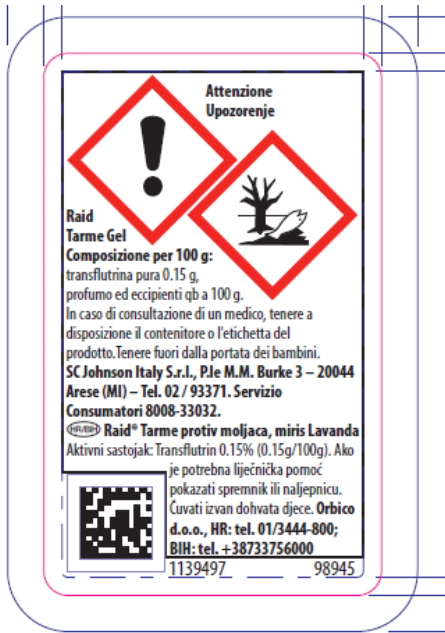 Attenzione
Upozorenje
Raid
Tarme Gel
Composizione per 100 g:
transflutrina pura 0.15 g,
profumo ed eccipienti qb a 100 g.
In caso di consultazione di un medico, tenere a
disposizione il contenitore o l'etichetta del
prodotto.Tenere fuori dalla portata dei bambini.
SC Johnson Italy S.r.l., P.le M.M. Burke 3 – 20044
Arese (MI) – Tel. 02 / 93371. Servizio
Consumatori 8008-33032.
HR/BIH Raid® Tarme protiv moljaca, miris Lavanda
Aktivni sastojak: Transflutrin 0.15% (0.15g/100g). Ako
je potrebna liječnička pomoć
pokazati spremnik ili naljepnicu.
Čuvati izvan dohvata djece. Orbico
d.o.o., HR: tel. 01/3444-800;
BIH: tel. +38733756000
1139497 98945